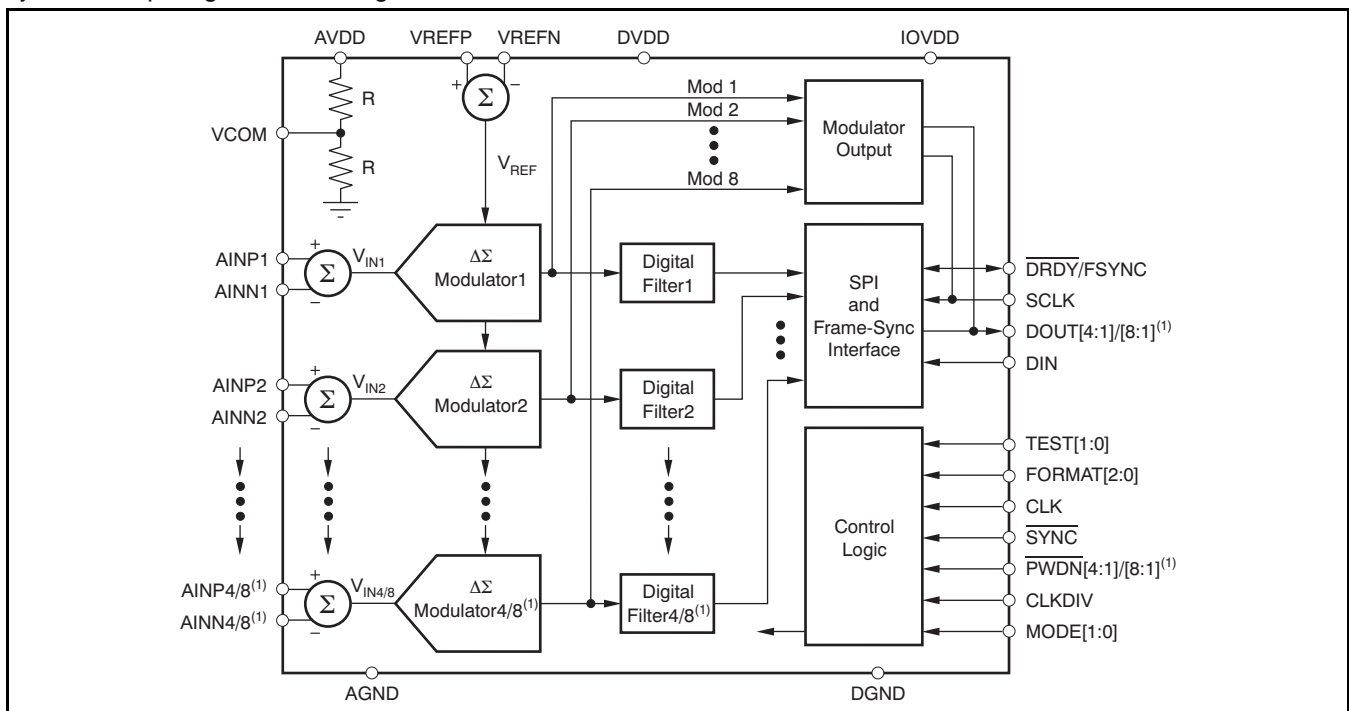 AVDD VREFP VREFN DVDD IOVDD
+ Σ −
R
VCOM
R
VREF
Mod 1
Mod 2
Mod 8
Modulator
Output
AINP1
AINN1
+
Σ
−
VIN1
ΔΣ
Modulator1
Digital
Filter1
SPI
and
Frame-Sync
Interface
DRDY/FSYNC
SCLK
DOUT[4:1]/[8:1](1)
DIN
AINP2
AINN2
+
Σ
−
VIN2
ΔΣ
Modulator2
Digital
Filter2
TEST[1:0]
FORMAT[2:0]
CLK
SYNC
PWDN[4:1]/[8:1](1)
CLKDIV
MODE[1:0]
Control
Logic
AINP4/8(1)
AINN4/8(1)
+
Σ
−
VIN4/8
ΔΣ
Modulator4/8(1)
Digital
Filter4/8(1)
AGND DGND